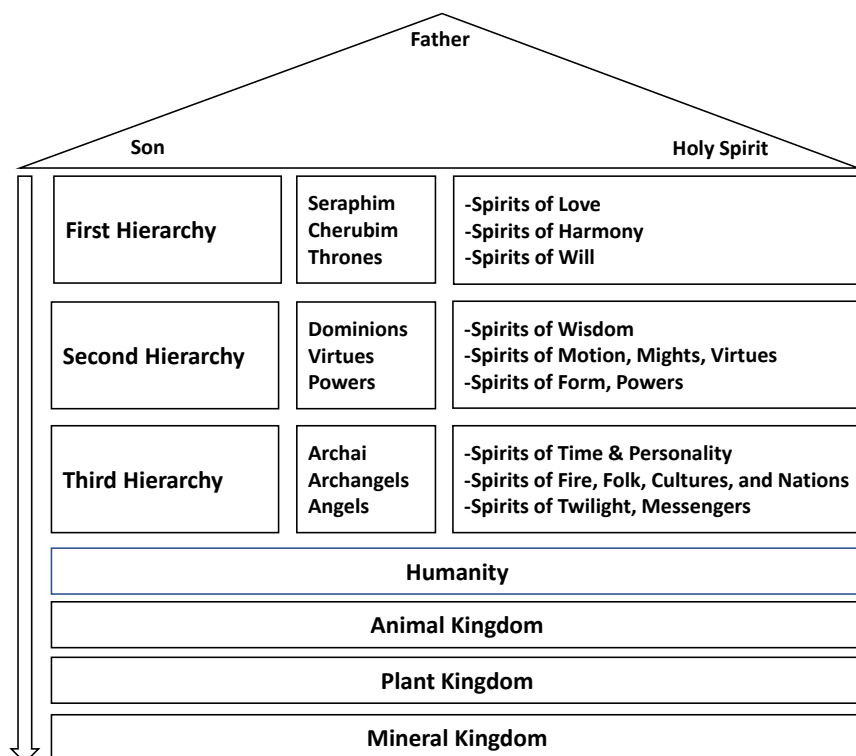 Father
Son
Holy Spirit
First Hierarchy
Seraphim
Cherubim
Thrones
-Spirits of Love
-Spirits of Harmony
-Spirits of Will
Second Hierarchy
Dominions
Virtues
Powers
-Spirits of Wisdom
-Spirits of Motion, Mights, Virtues
-Spirits of Form, Powers
Third Hierarchy
Archai
Archangels
Angels
-Spirits of Time & Personality
-Spirits of Fire, Folk, Cultures, and Nations
-Spirits of Twilight, Messengers
Humanity
Animal Kingdom
Plant Kingdom
Mineral Kingdom